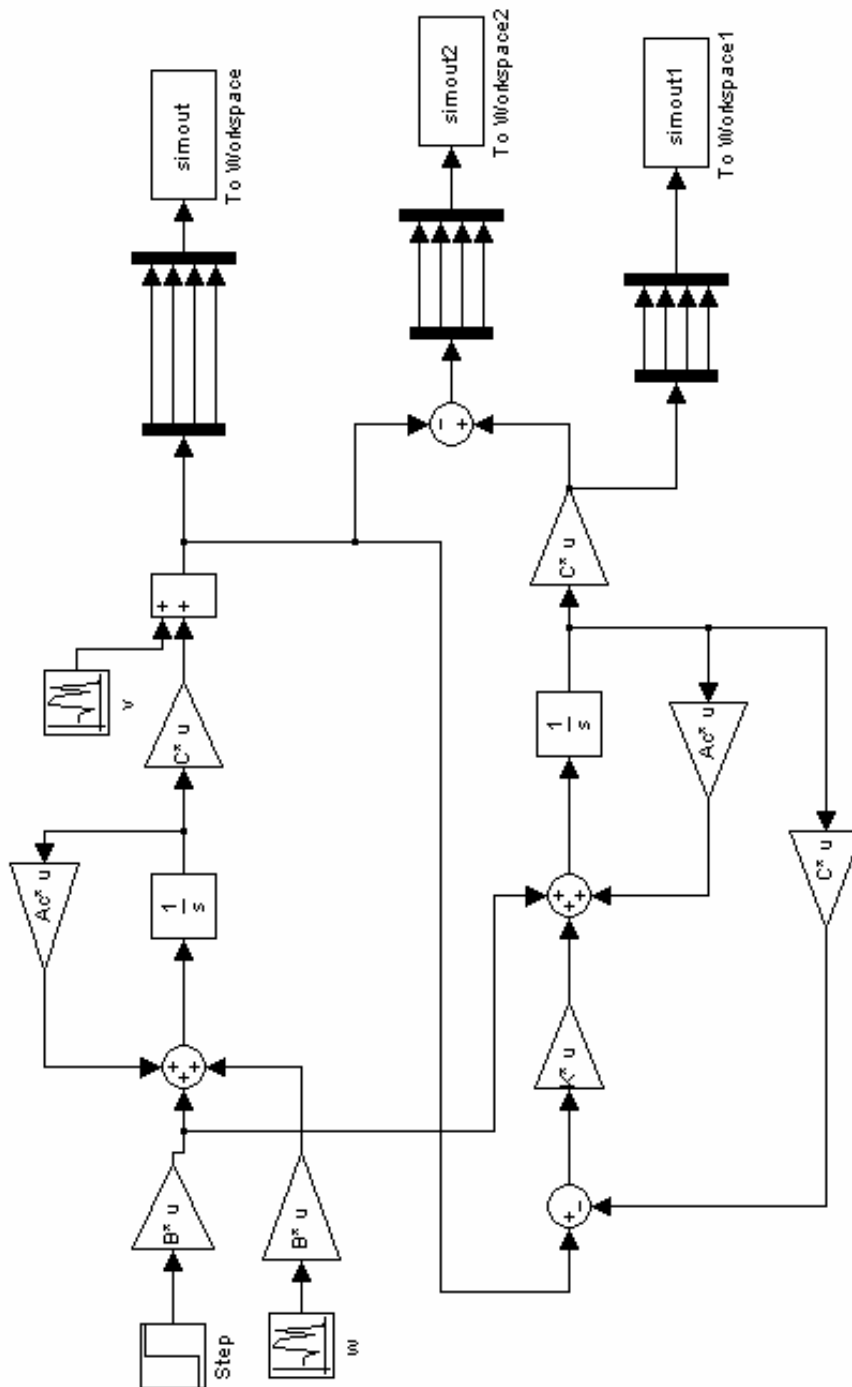 Ac* u
v
B* u
+
+
+
1
s
C* u
+
+
simout
Step
To Workspace
B* u
w
-
+
simout2
To Workspace2
+
-
K* u
+
+
+
1
s
C* u
simout1
Ac* u
To Workspace1
C* u